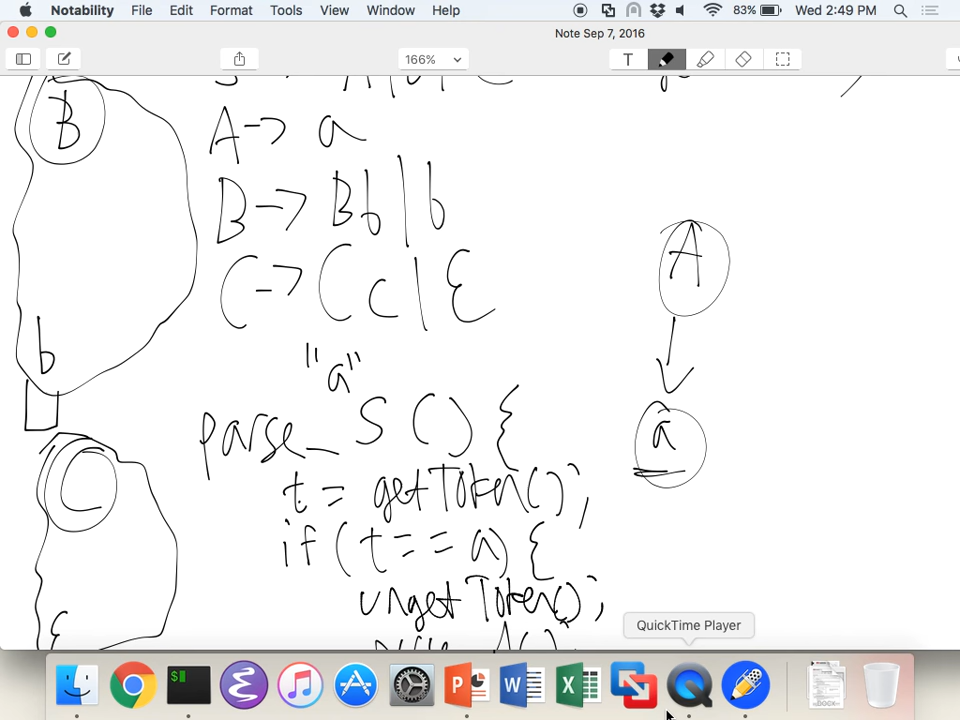 Notability File Edit Format Tools View Window Help 83% Wed 2:49 PM
Note Sep 7, 2016
166% T
B
A -> a
B -> Bb | b
C -> Cc | ε
A
b
"a"
parse_S() {
a
C
t = getToken();
if (t == a) {
ungetToken();
ε
QuickTime Player
$
P W X